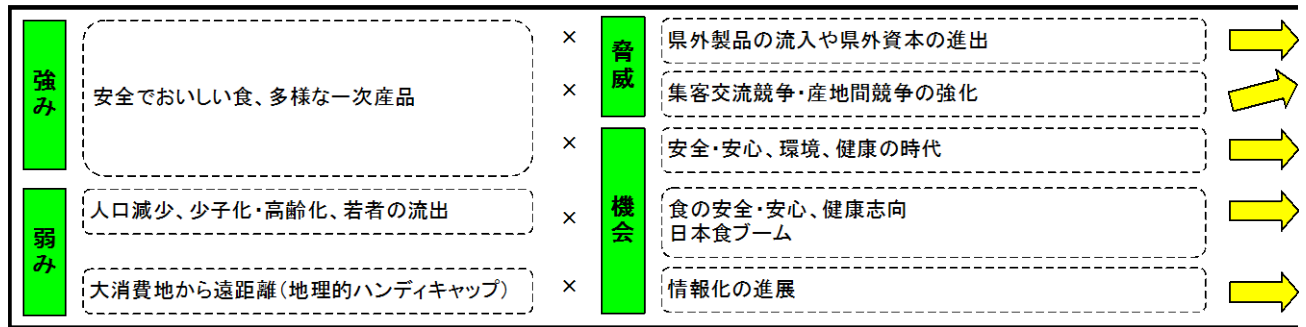 強み
安全でおいしい食、多様な一次産品
×
脅威
県外製品の流入や県外資本の進出
×
集客交流競争・産地間競争の強化
×
機会
安全・安心、環境、健康の時代
弱み
人口減少、少子化・高齢化、若者の流出
×
食の安全・安心、健康志向
日本食ブーム
大消費地から遠距離（地理的ハンディキャップ）
×
情報化の進展